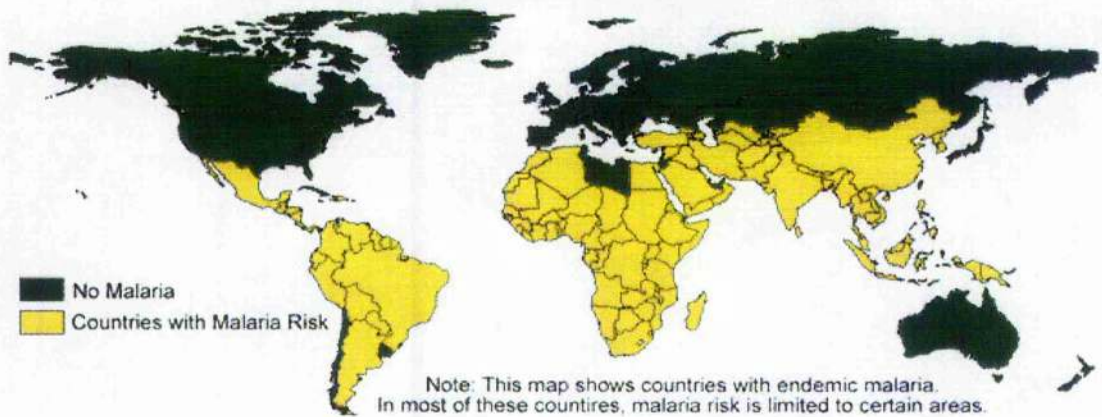 No Malaria
Countries with Malaria Risk
Note: This map shows countries with endemic malaria.
In most of these countires, malaria risk is limited to certain areas.